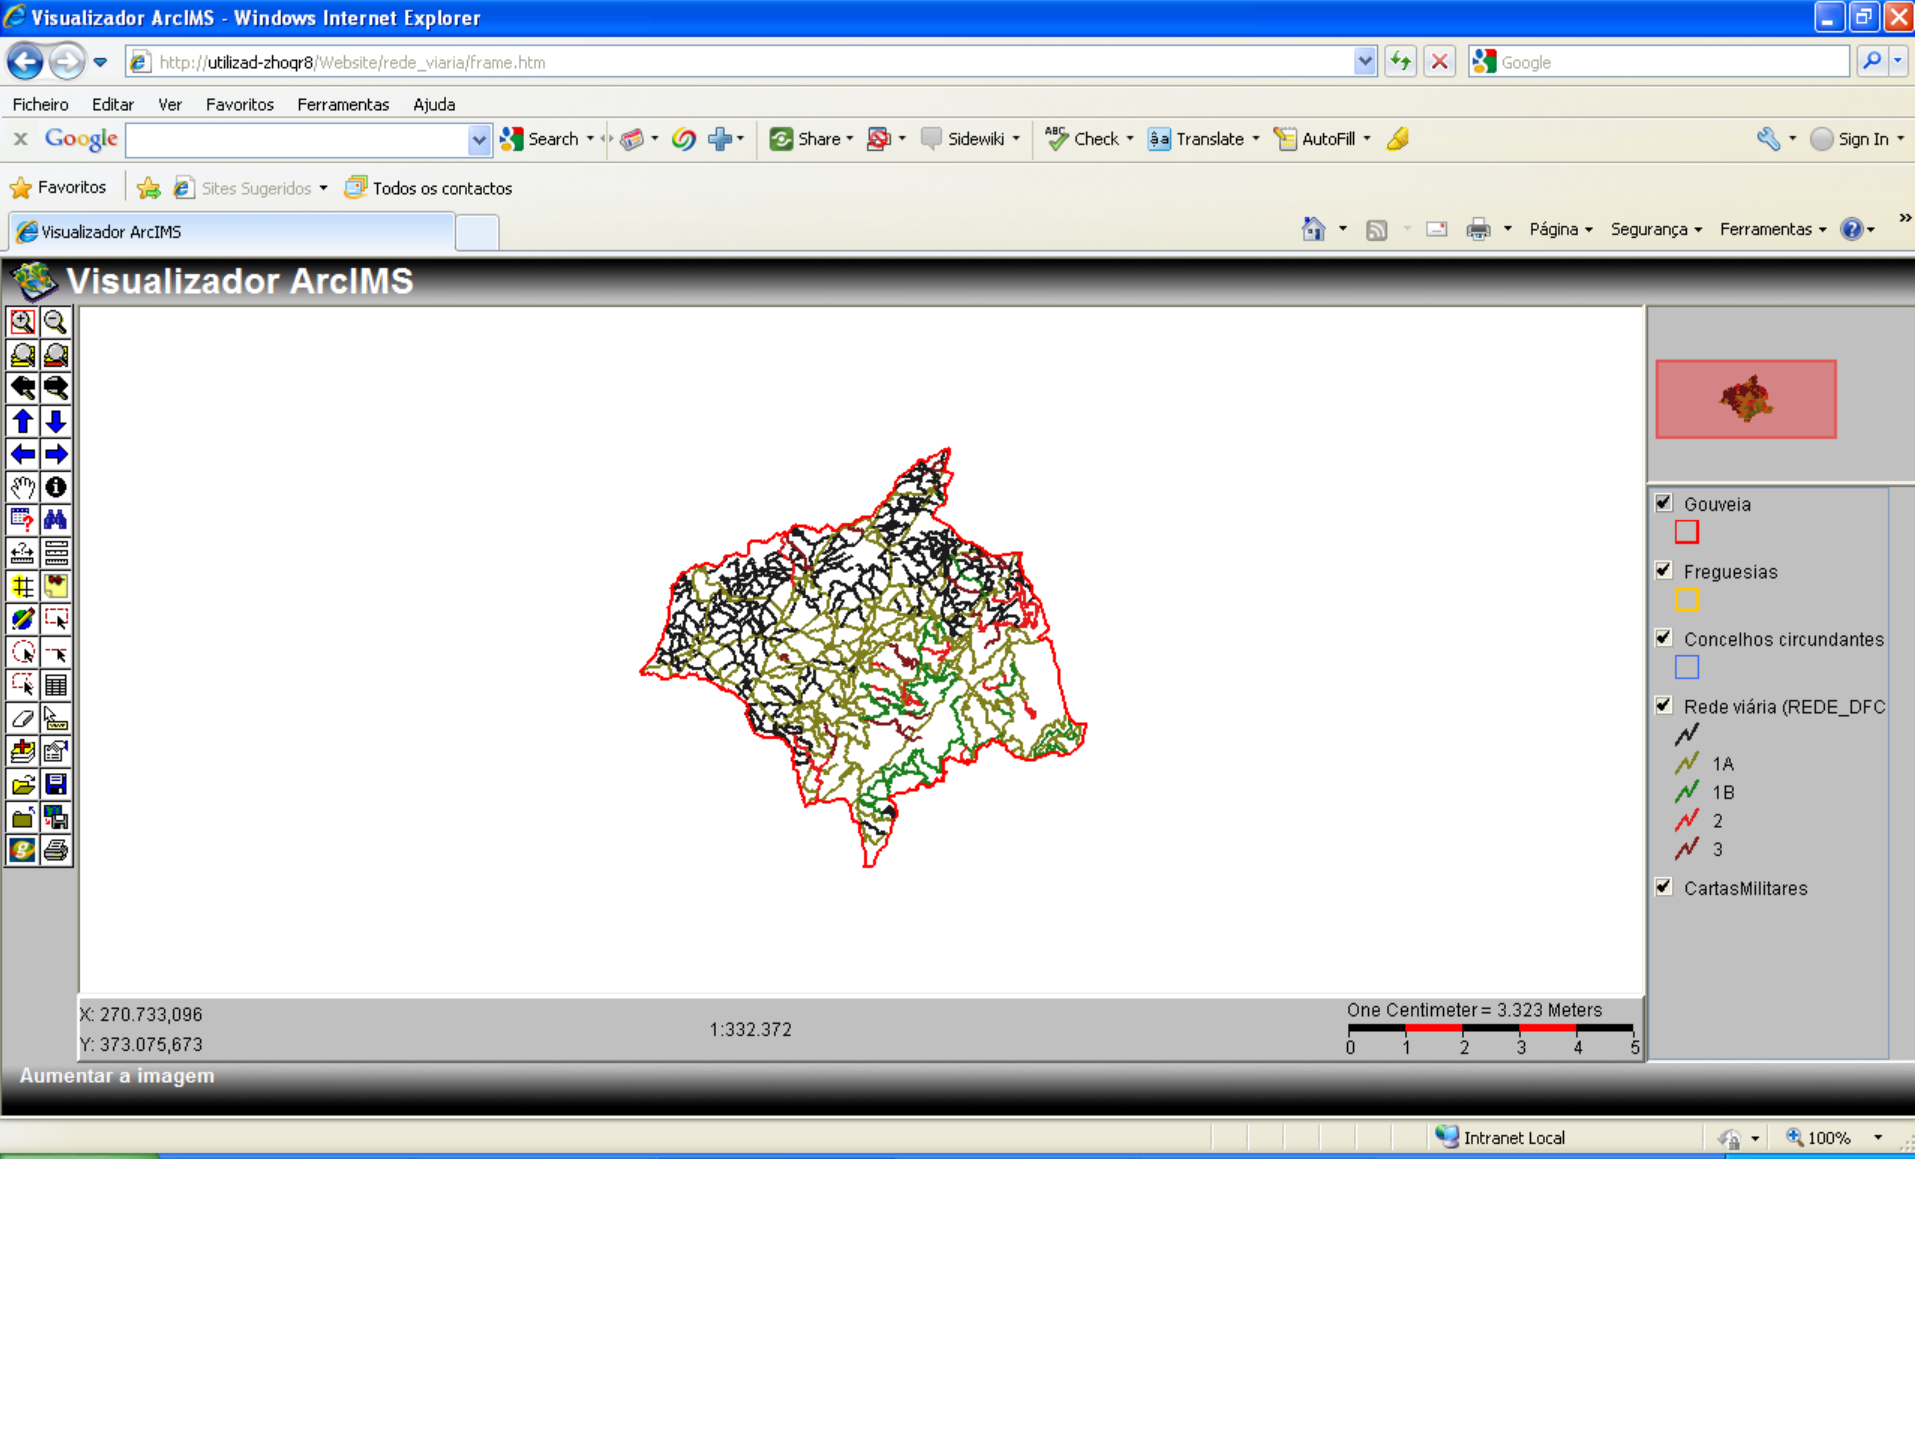 Visualizador ArcIMS - Windows Internet Explorer
http://utilizad-zhoqr8/Website/rede_viaria/frame.htm
Google
Ficheiro Editar Ver Favoritos Ferramentas Ajuda
x Google Search Share Sidewiki ABC Check āa Translate AutoFill Sign In
Favoritos Sites Sugeridos Todos os contactos
Visualizador ArcIMS
Página Segurança Ferramentas »
Visualizador ArcIMS
Gouveia
Freguesias
Concelhos circundantes
Rede viária (REDE_DFC
1A
1B
2
3
CartasMilitares
X: 270.733,096
Y: 373.075,673
1:332.372
One Centimeter = 3.323 Meters
0 1 2 3 4 5
Aumentar a imagem
Intranet Local
100%